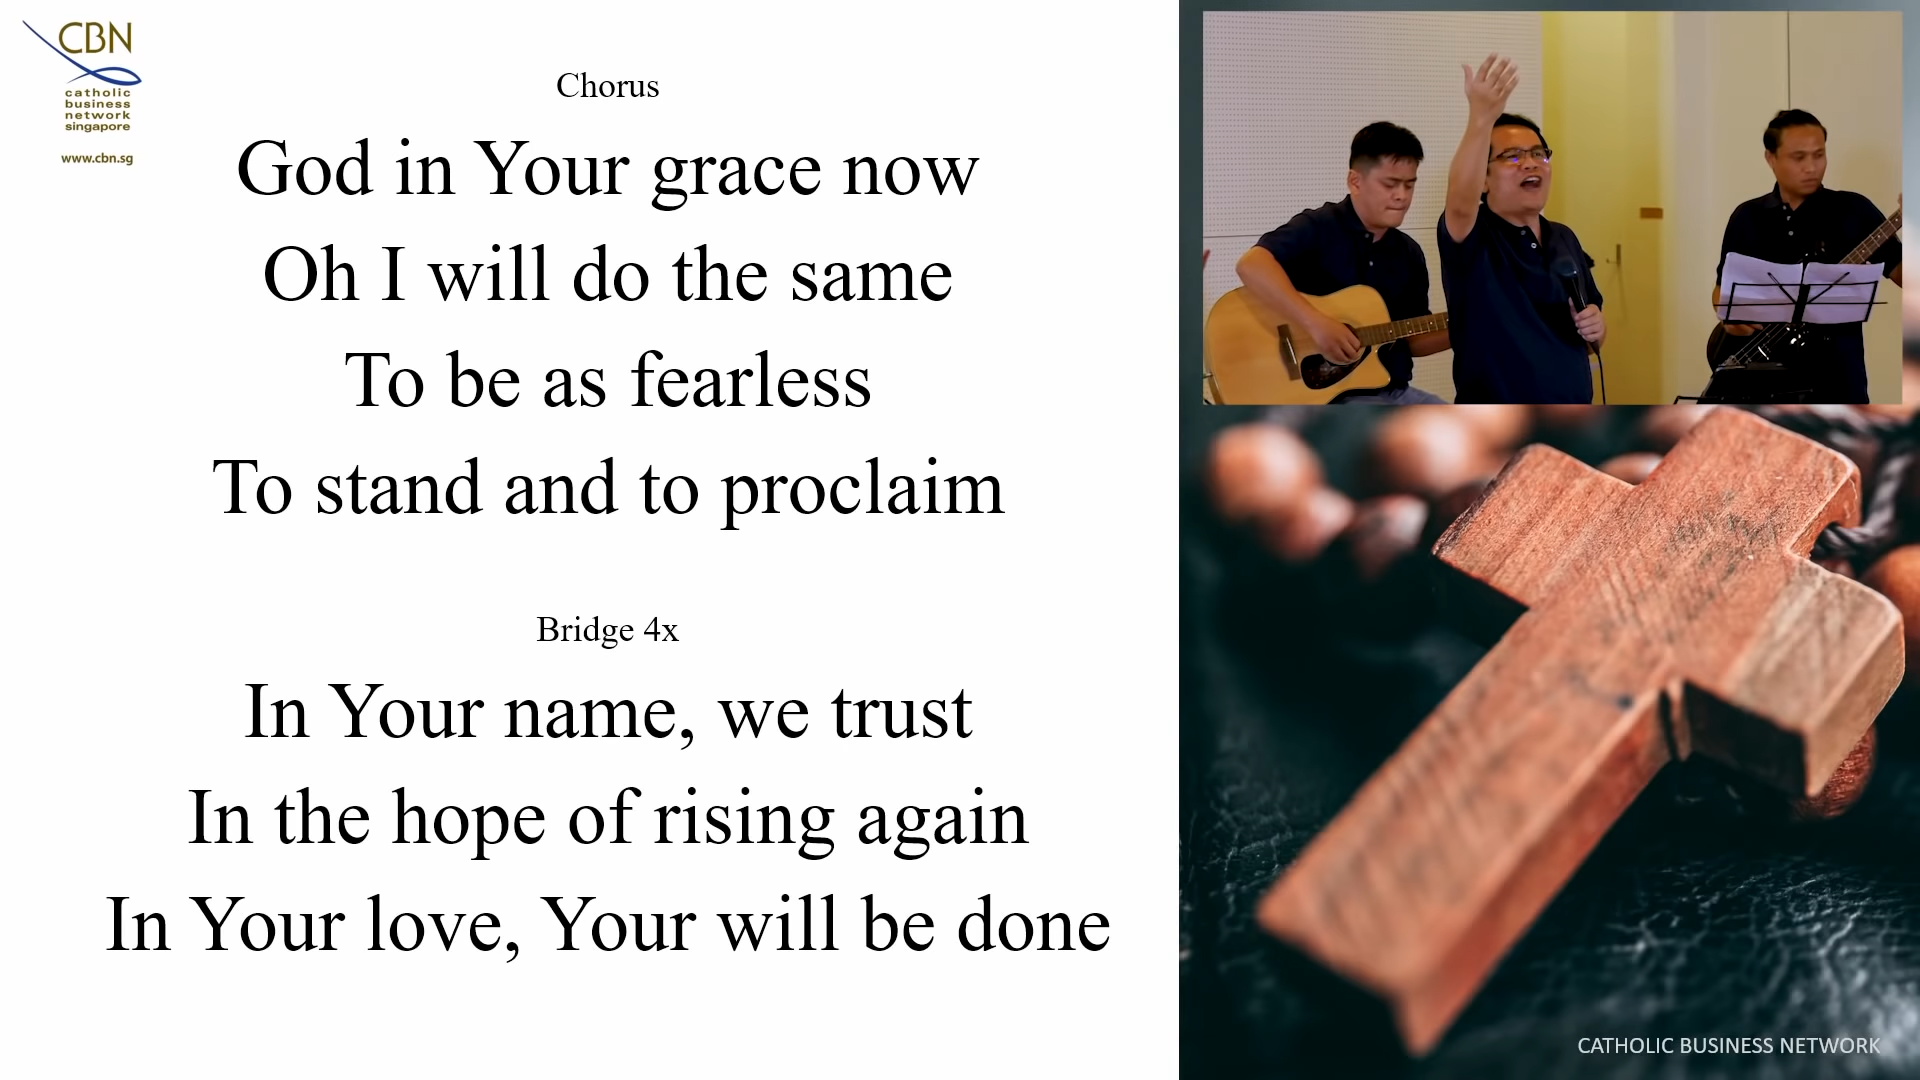 CBN
catholic
business
network
singapore
www.cbn.sg
Chorus
God in Your grace now
Oh I will do the same
To be as fearless
To stand and to proclaim
Bridge 4x
In Your name, we trust
In the hope of rising again
In Your love, Your will be done
CATHOLIC BUSINESS NETWORK